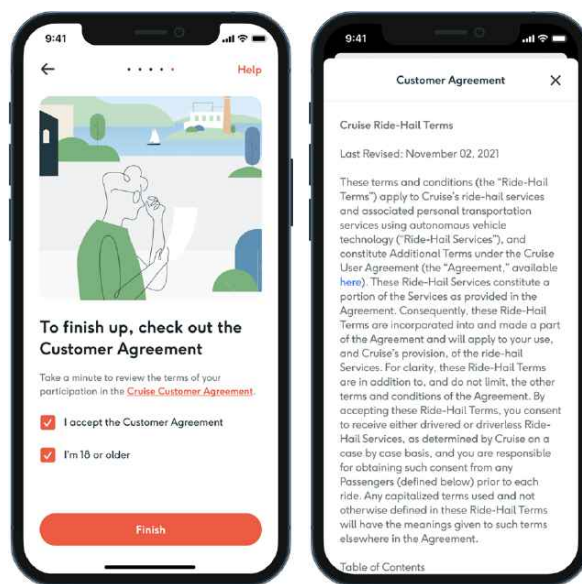 9:41
Help
To finish up, check out the
Customer Agreement
Take a minute to review the terms of your
participation in the Cruise Customer Agreement.
I accept the Customer Agreement
I'm 18 or older
Finish
9:41
Customer Agreement
Cruise Ride-Hail Terms
Last Revised: November 02, 2021
These terms and conditions (the “Ride-Hail
Terms”) apply to Cruise's ride-hail services
and associated personal transportation
services using autonomous vehicle
technology (“Ride-Hail Services”), and
constitute Additional Terms under the Cruise
User Agreement (the “Agreement,” available
here). These Ride-Hail Services constitute a
portion of the Services as provided in the
Agreement. Consequently, these Ride-Hail
Terms are incorporated into and made a part
of the Agreement and will apply to your use,
and Cruise's provision, of the ride-hail
Services. For clarity, these Ride-Hail Terms
are in addition to, and do not limit, the other
terms and conditions of the Agreement. By
accepting these Ride-Hail Terms, you consent
to receive either drivered or driverless Ride-
Hail Services, as determined by Cruise on a
case by case basis, and you are responsible
for obtaining such consent from any
Passengers (defined below) prior to each
ride. Any capitalized terms used and not
otherwise defined in these Ride-Hail Terms
will have the meanings given to such terms
elsewhere in the Agreement.
Table of Contents